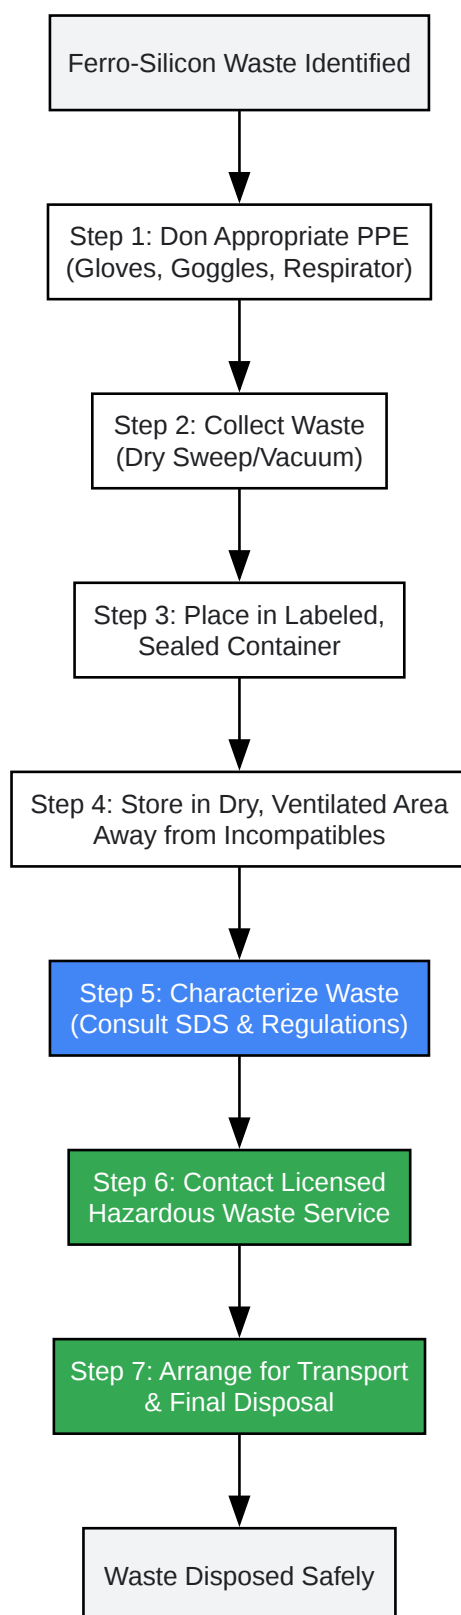 Ferro-Silicon Waste Identified
Step 1: Don Appropriate PPE
(Gloves, Goggles, Respirator)
Step 2: Collect Waste
(Dry Sweep/Vacuum)
Step 3: Place in Labeled,
Sealed Container
Step 4: Store in Dry, Ventilated Area
Away from Incompatibles
Step 5: Characterize Waste
(Consult SDS & Regulations)
Step 6: Contact Licensed
Hazardous Waste Service
Step 7: Arrange for Transport
& Final Disposal
Waste Disposed Safely